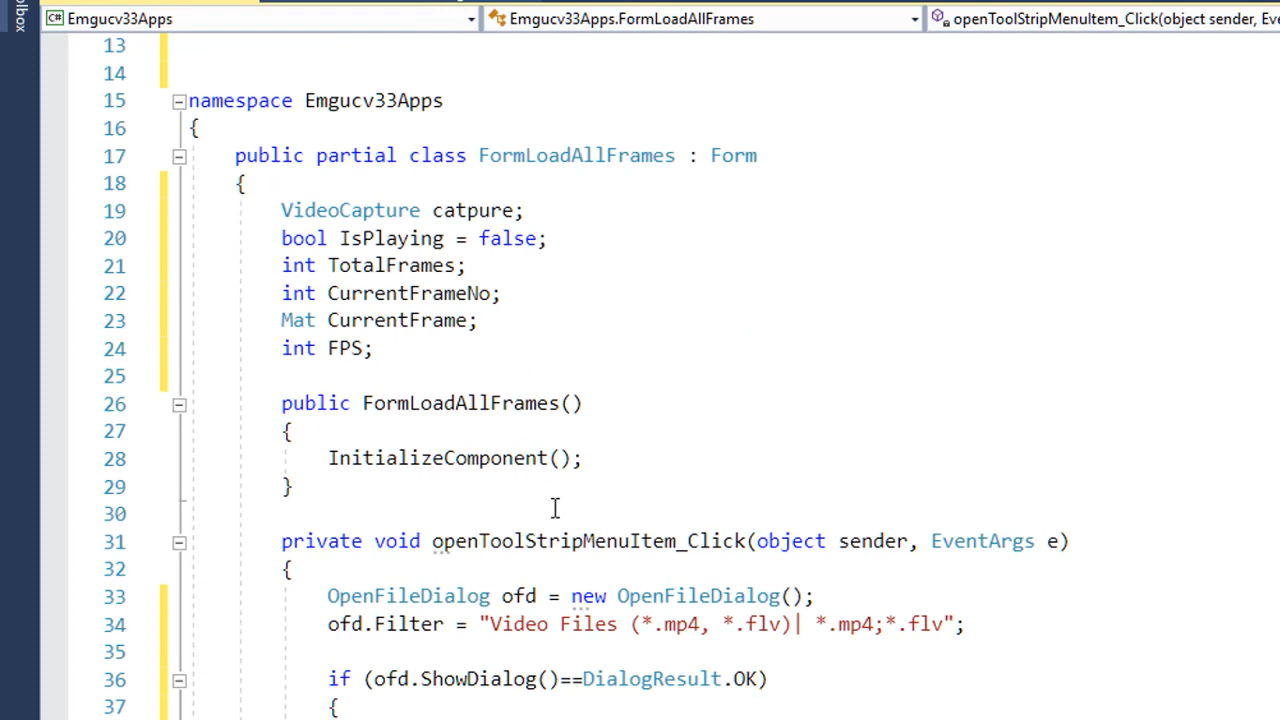 olbox
C# Emgucv33Apps
Emgucv33Apps.FormLoadAllFrames
openToolStripMenuItem_Click(object sender, Eve
13
14
15 namespace Emgucv33Apps
16 {
17 public partial class FormLoadAllFrames : Form
18 {
19 VideoCapture catpure;
20 bool IsPlaying = false;
21 int TotalFrames;
22 int CurrentFrameNo;
23 Mat CurrentFrame;
24 int FPS;
25
26 public FormLoadAllFrames()
27 {
28 InitializeComponent();
29 }
30
31 private void openToolStripMenuItem_Click(object sender, EventArgs e)
32 {
33 OpenFileDialog ofd = new OpenFileDialog();
34 ofd.Filter = "Video Files (*.mp4, *.flv)| *.mp4;*.flv";
35
36 if (ofd.ShowDialog()==DialogResult.OK)
37 {